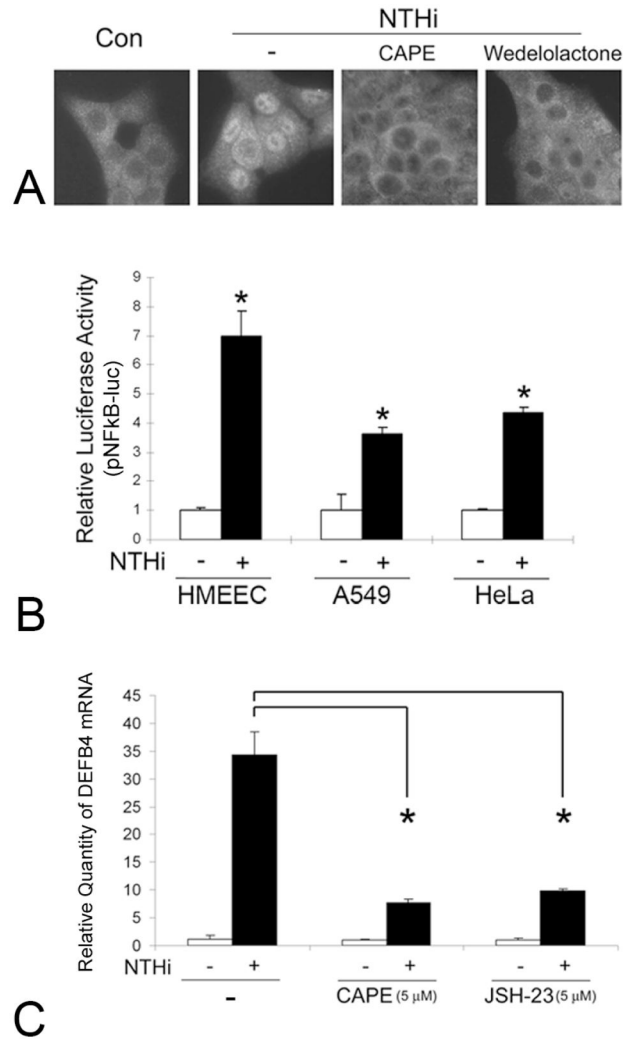 NTHi
Con - CAPE Wedelolactone
A
Relative Luciferase Activity
(pNFkB-luc)
9
8
7
6
5
4
3
2
1
0
* * *
NTHi - + - + - +
HMEEC A549 HeLa
B
Relative Quantity of DEFB4 mRNA
45
40
35
30
25
20
15
10
5
0
* *
NTHi - + - + - +
- CAPE (5 μM) JSH-23 (5 μM)
C